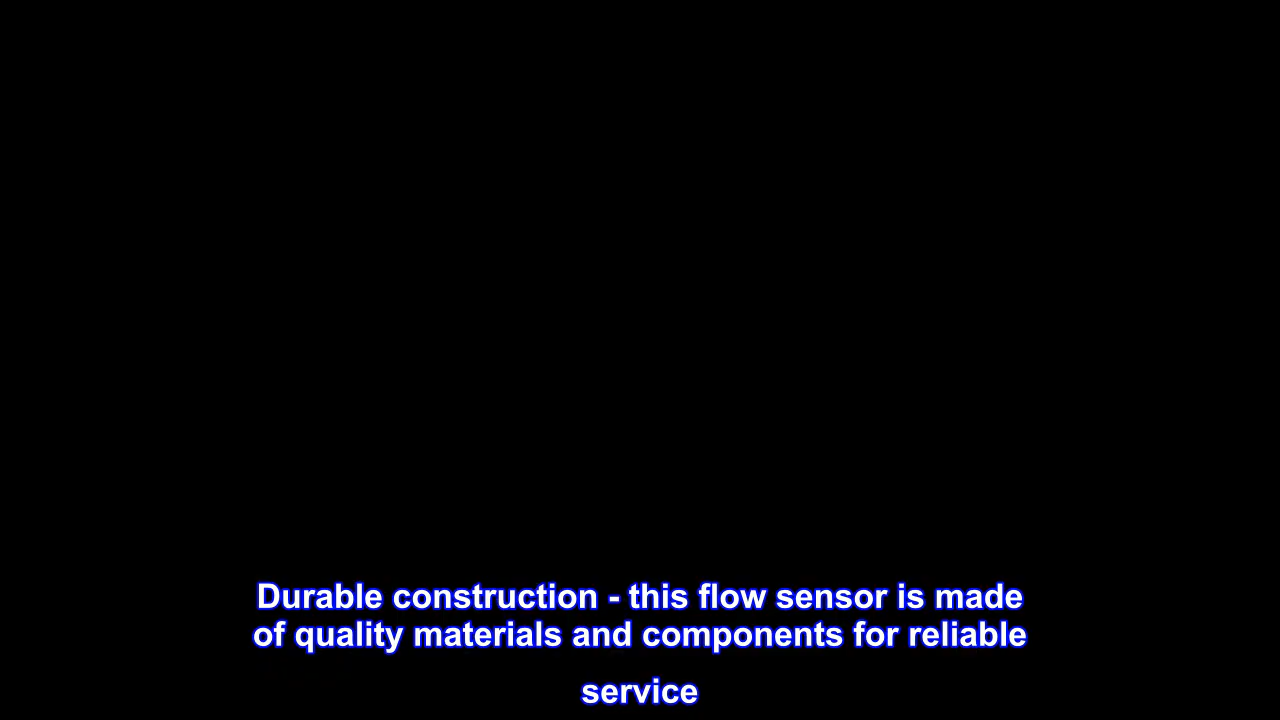 Durable construction - this flow sensor is made
of quality materials and components for reliable
service